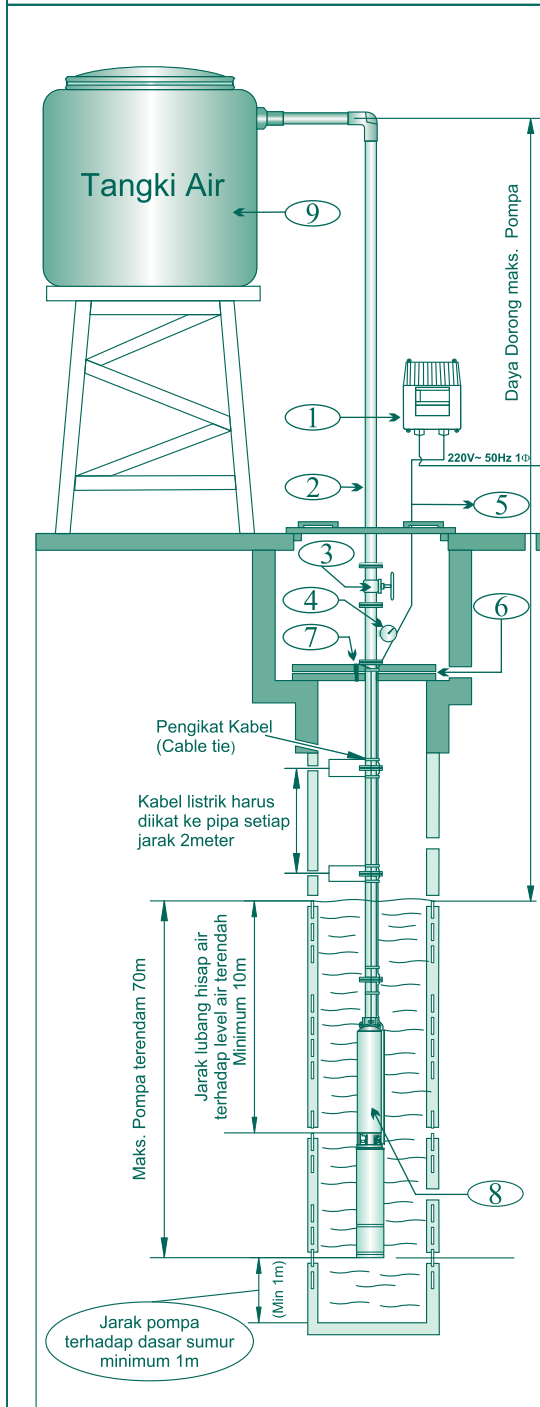 Tangki Air
9
Daya Dorong maks. Pompa
1
220V~ 50Hz 1Φ
2
5
3
4
6
7
Pengikat Kabel
(Cable tie)
Kabel listrik harus
diikat ke pipa setiap
jarak 2meter
Maks. Pompa terendam 70m
Jarak lubang hisap air
terhadap level air terendah
Minimum 10m
8
(Min 1m)
Jarak pompa
terhadap dasar sumur
minimum 1m